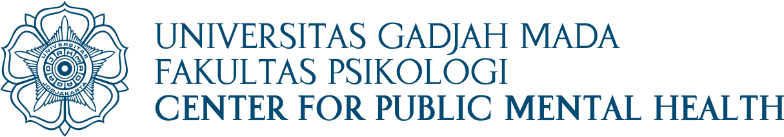 UNIVERSITAS GADJAH MADA
FAKULTAS PSIKOLOGI
CENTER FOR PUBLIC MENTAL HEALTH